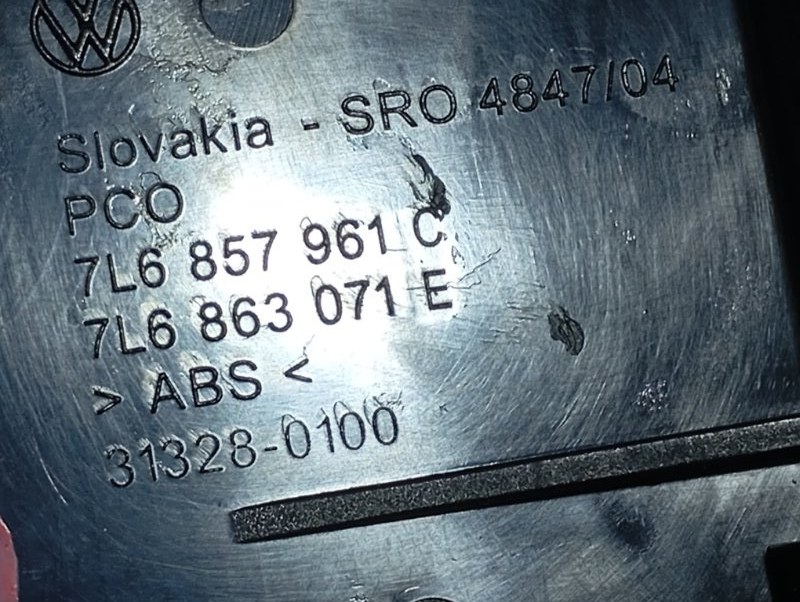 Slovakia - SRO 4847/04
PCO
7L6 857 961 C
7L6 863 071 E
> ABS <
31328-0100